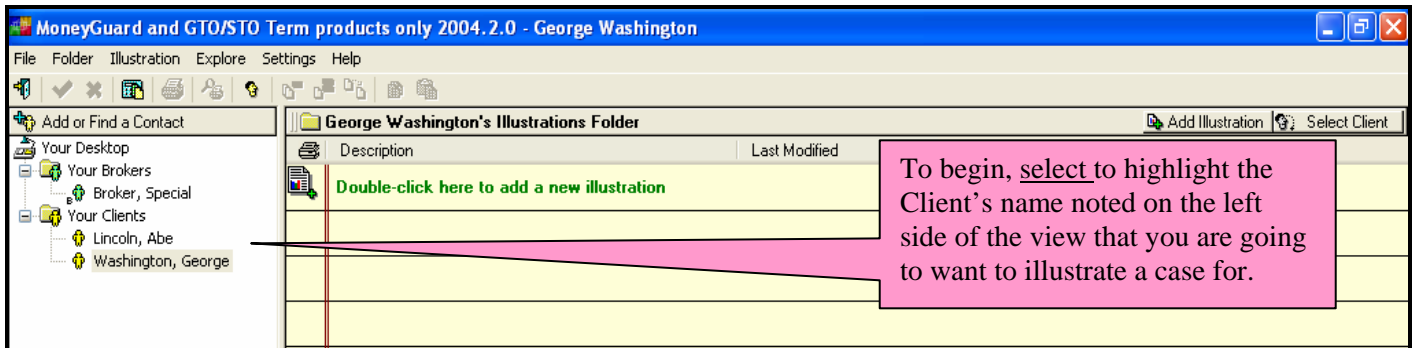 MoneyGuard and GTO/STO Term products only 2004.2.0 - George Washington
File Folder Illustration Explore Settings Help
Add or Find a Contact
George Washington's Illustrations Folder
Add Illustration Select Client
Your Desktop
Description Last Modified
Your Brokers
Broker, Special
Double-click here to add a new illustration
Your Clients
Lincoln, Abe
Washington, George
To begin, select to highlight the
Client’s name noted on the left
side of the view that you are going
to want to illustrate a case for.